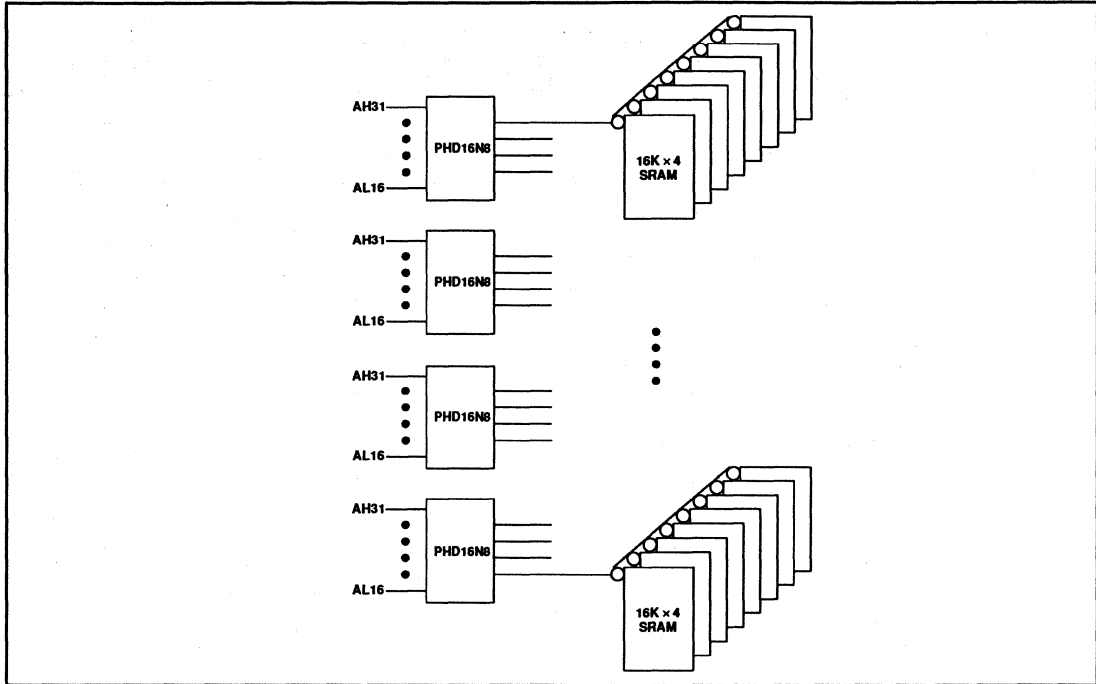 AH31
PHD16N8
AL16
16K × 4
SRAM
AH31
PHD16N8
AL16
AH31
PHD16N8
AL16
AH31
PHD16N8
AL16
16K × 4
SRAM